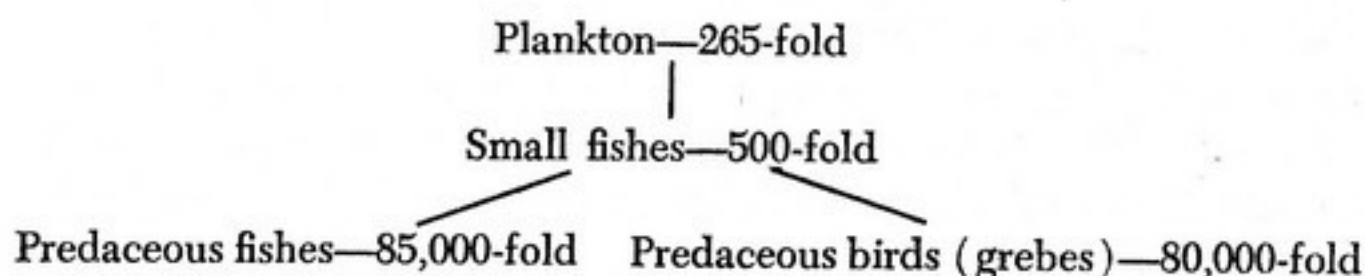 Plankton—265-fold
Small fishes—500-fold
Predaceous fishes—85,000-fold Predaceous birds (grebes)—80,000-fold